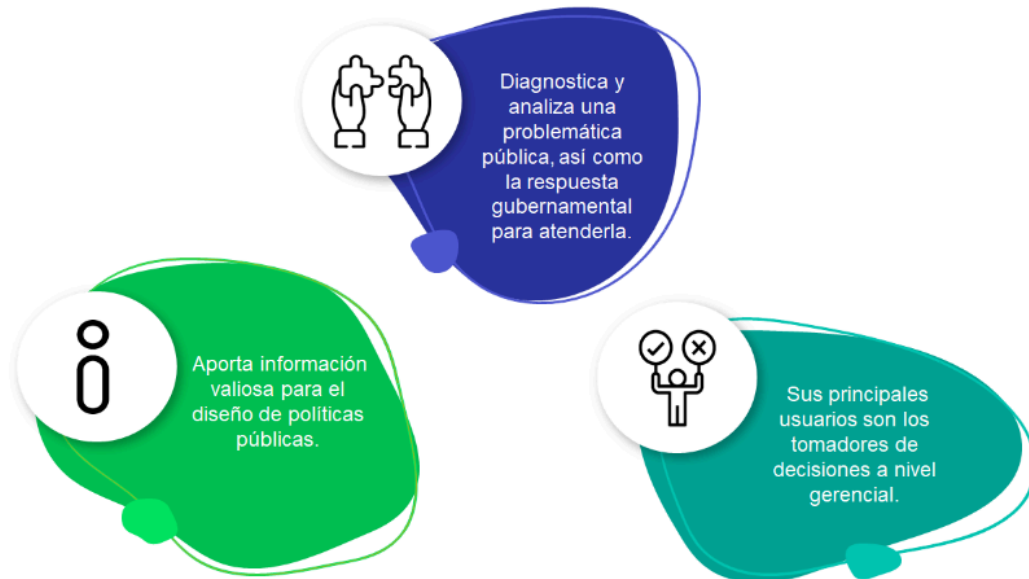 Diagnostica y
analiza una
problemática
pública, así como
la respuesta
gubernamental
para atenderla.
Aporta información
valiosa para el
diseño de políticas
públicas.
Sus principales
usuarios son los
tomadores de
decisiones a nivel
gerencial.